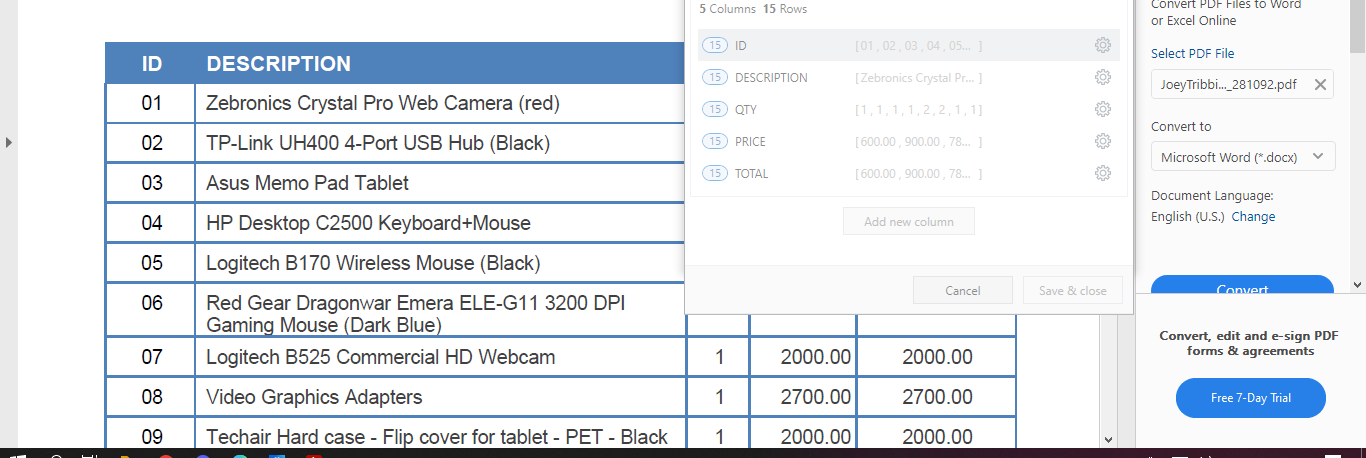 5 Columns 15 Rows
15 ID [ 01 , 02 , 03 , 04 , 05... ]
15 DESCRIPTION [ Zebronics Crystal Pr... ]
15 QTY [ 1 , 1 , 1 , 1 , 2 , 2 , 1 , 1 ]
15 PRICE [ 600.00 , 900.00 , 78... ]
15 TOTAL [ 600.00 , 900.00 , 78... ]
Add new column
Cancel Save & close
ID DESCRIPTION
01 Zebronics Crystal Pro Web Camera (red)
02 TP-Link UH400 4-Port USB Hub (Black)
03 Asus Memo Pad Tablet
04 HP Desktop C2500 Keyboard+Mouse
05 Logitech B170 Wireless Mouse (Black)
06 Red Gear Dragonwar Emera ELE-G11 3200 DPI
Gaming Mouse (Dark Blue)
07 Logitech B525 Commercial HD Webcam 1 2000.00 2000.00
08 Video Graphics Adapters 1 2700.00 2700.00
09 Techair Hard case - Flip cover for tablet - PET - Black 1 2000.00 2000.00
Convert PDF Files to Word
or Excel Online
Select PDF File
JoeyTribbi..._281092.pdf
Convert to
Microsoft Word (*.docx)
Document Language:
English (U.S.) Change
Convert
Convert, edit and e-sign PDF
forms & agreements
Free 7-Day Trial